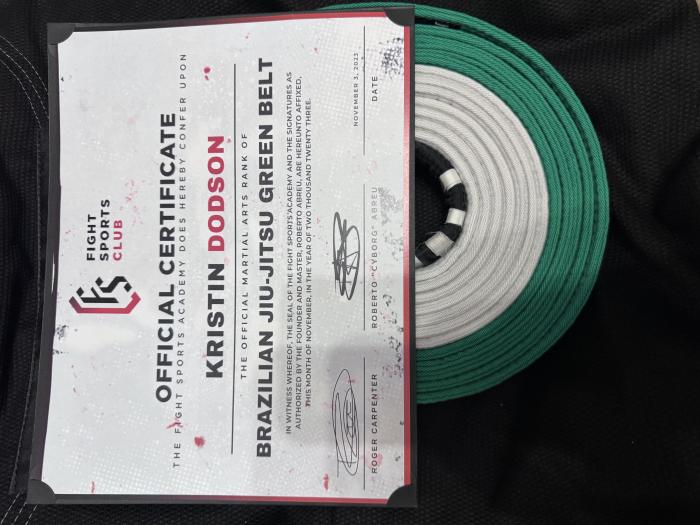 FIGHT
SPORTS
CLUB
OFFICIAL CERTIFICATE
THE FIGHT SPORTS ACADEMY DOES HEREBY CONFER UPON
KRISTIN DODSON
THE OFFICIAL MARTIAL ARTS RANK OF
BRAZILIAN JIU-JITSU GREEN BELT
IN WITNESS WHEREOF, THE SEAL OF THE FIGHT SPORTS ACADEMY AND THE SIGNATURES AS
AUTHORIZED BY THE FOUNDER AND MASTER, ROBERTO ABREU, ARE HEREUNTO AFFIXED,
THIS MONTH OF NOVEMBER, IN THE YEAR OF TWO THOUSAND TWENTY THREE.
NOVEMBER 3, 2023
ROGER CARPENTER
ROBERTO "CYBORG" ABREU
DATE